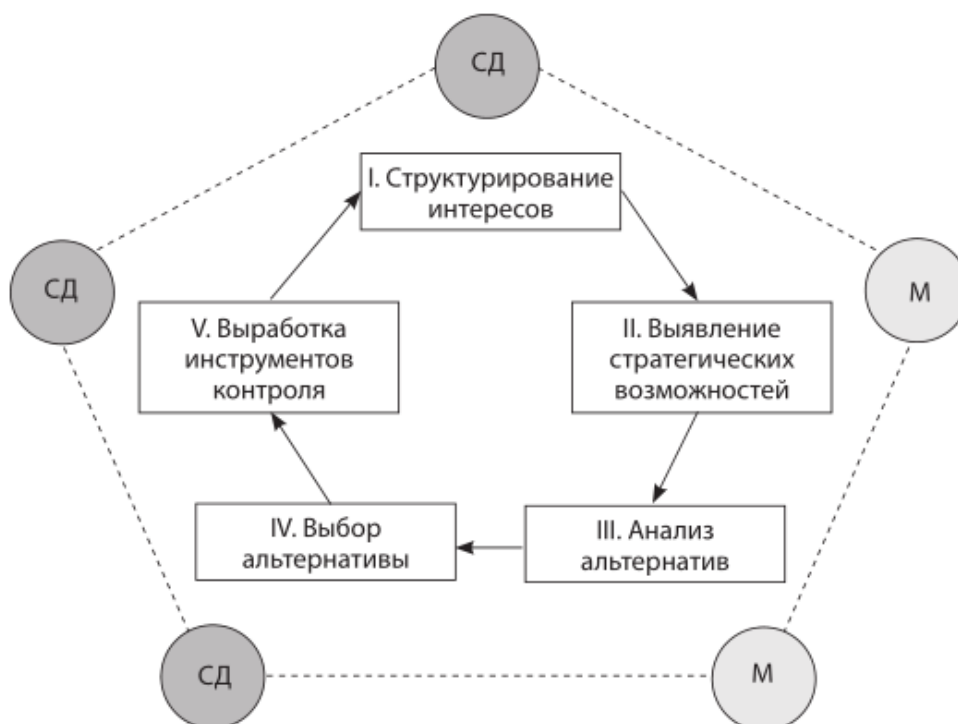 СД
I. Структурирование
интересов
СД
М
V. Выработка
инструментов
контроля
II. Выявление
стратегических
возможностей
IV. Выбор
альтернативы
III. Анализ
альтернатив
СД
М